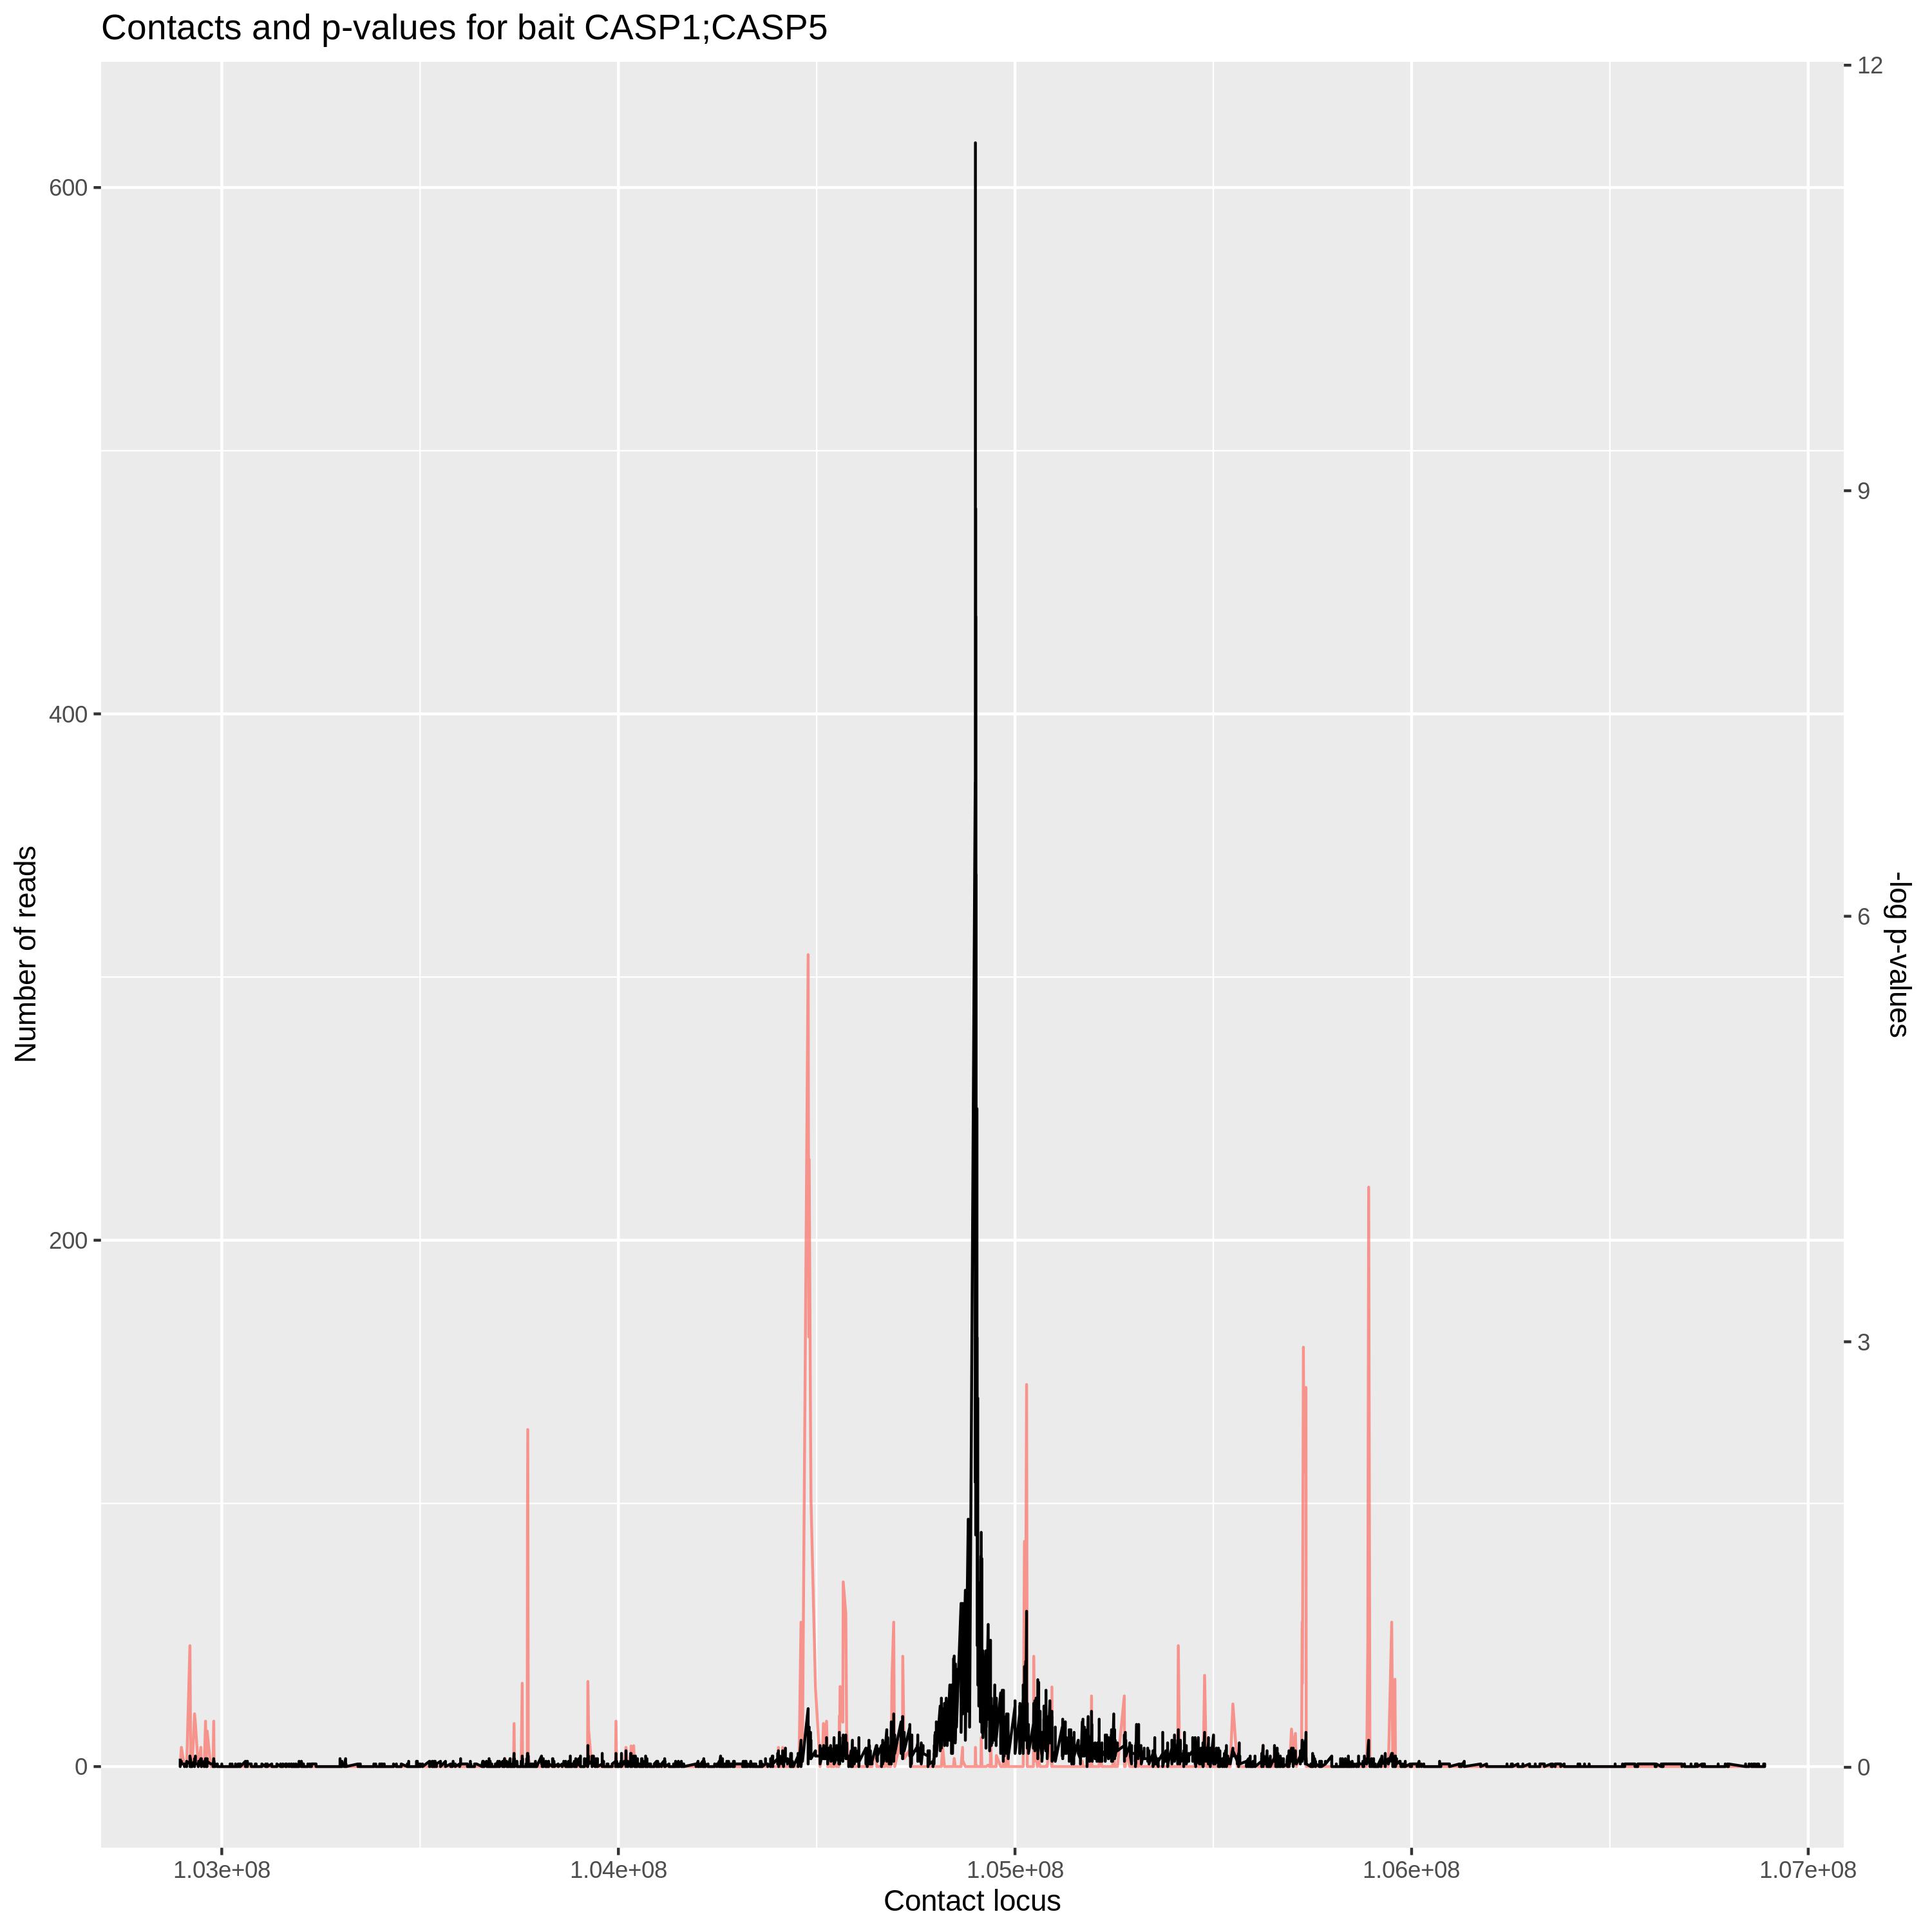 Contacts and p-values for bait CASP1;CASP5
12
600
9
400
Number of reads
6
-log p-values
200
3
0
0
1.03e+08
1.04e+08
1.05e+08
1.06e+08
1.07e+08
Contact locus